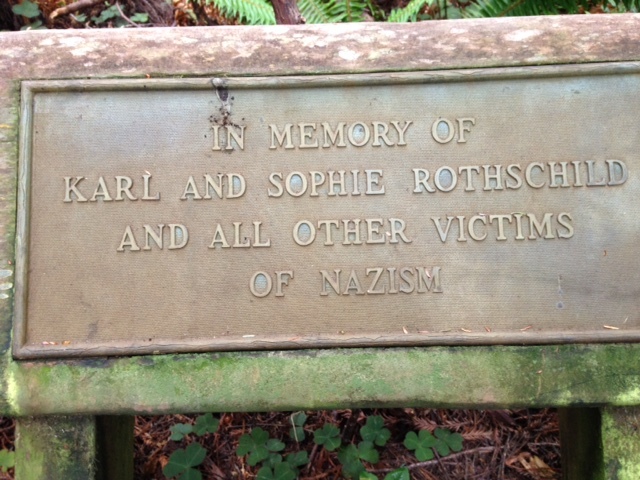 IN MEMORY OF
KARL AND SOPHIE ROTHSCHILD
AND ALL OTHER VICTIMS
OF NAZISM